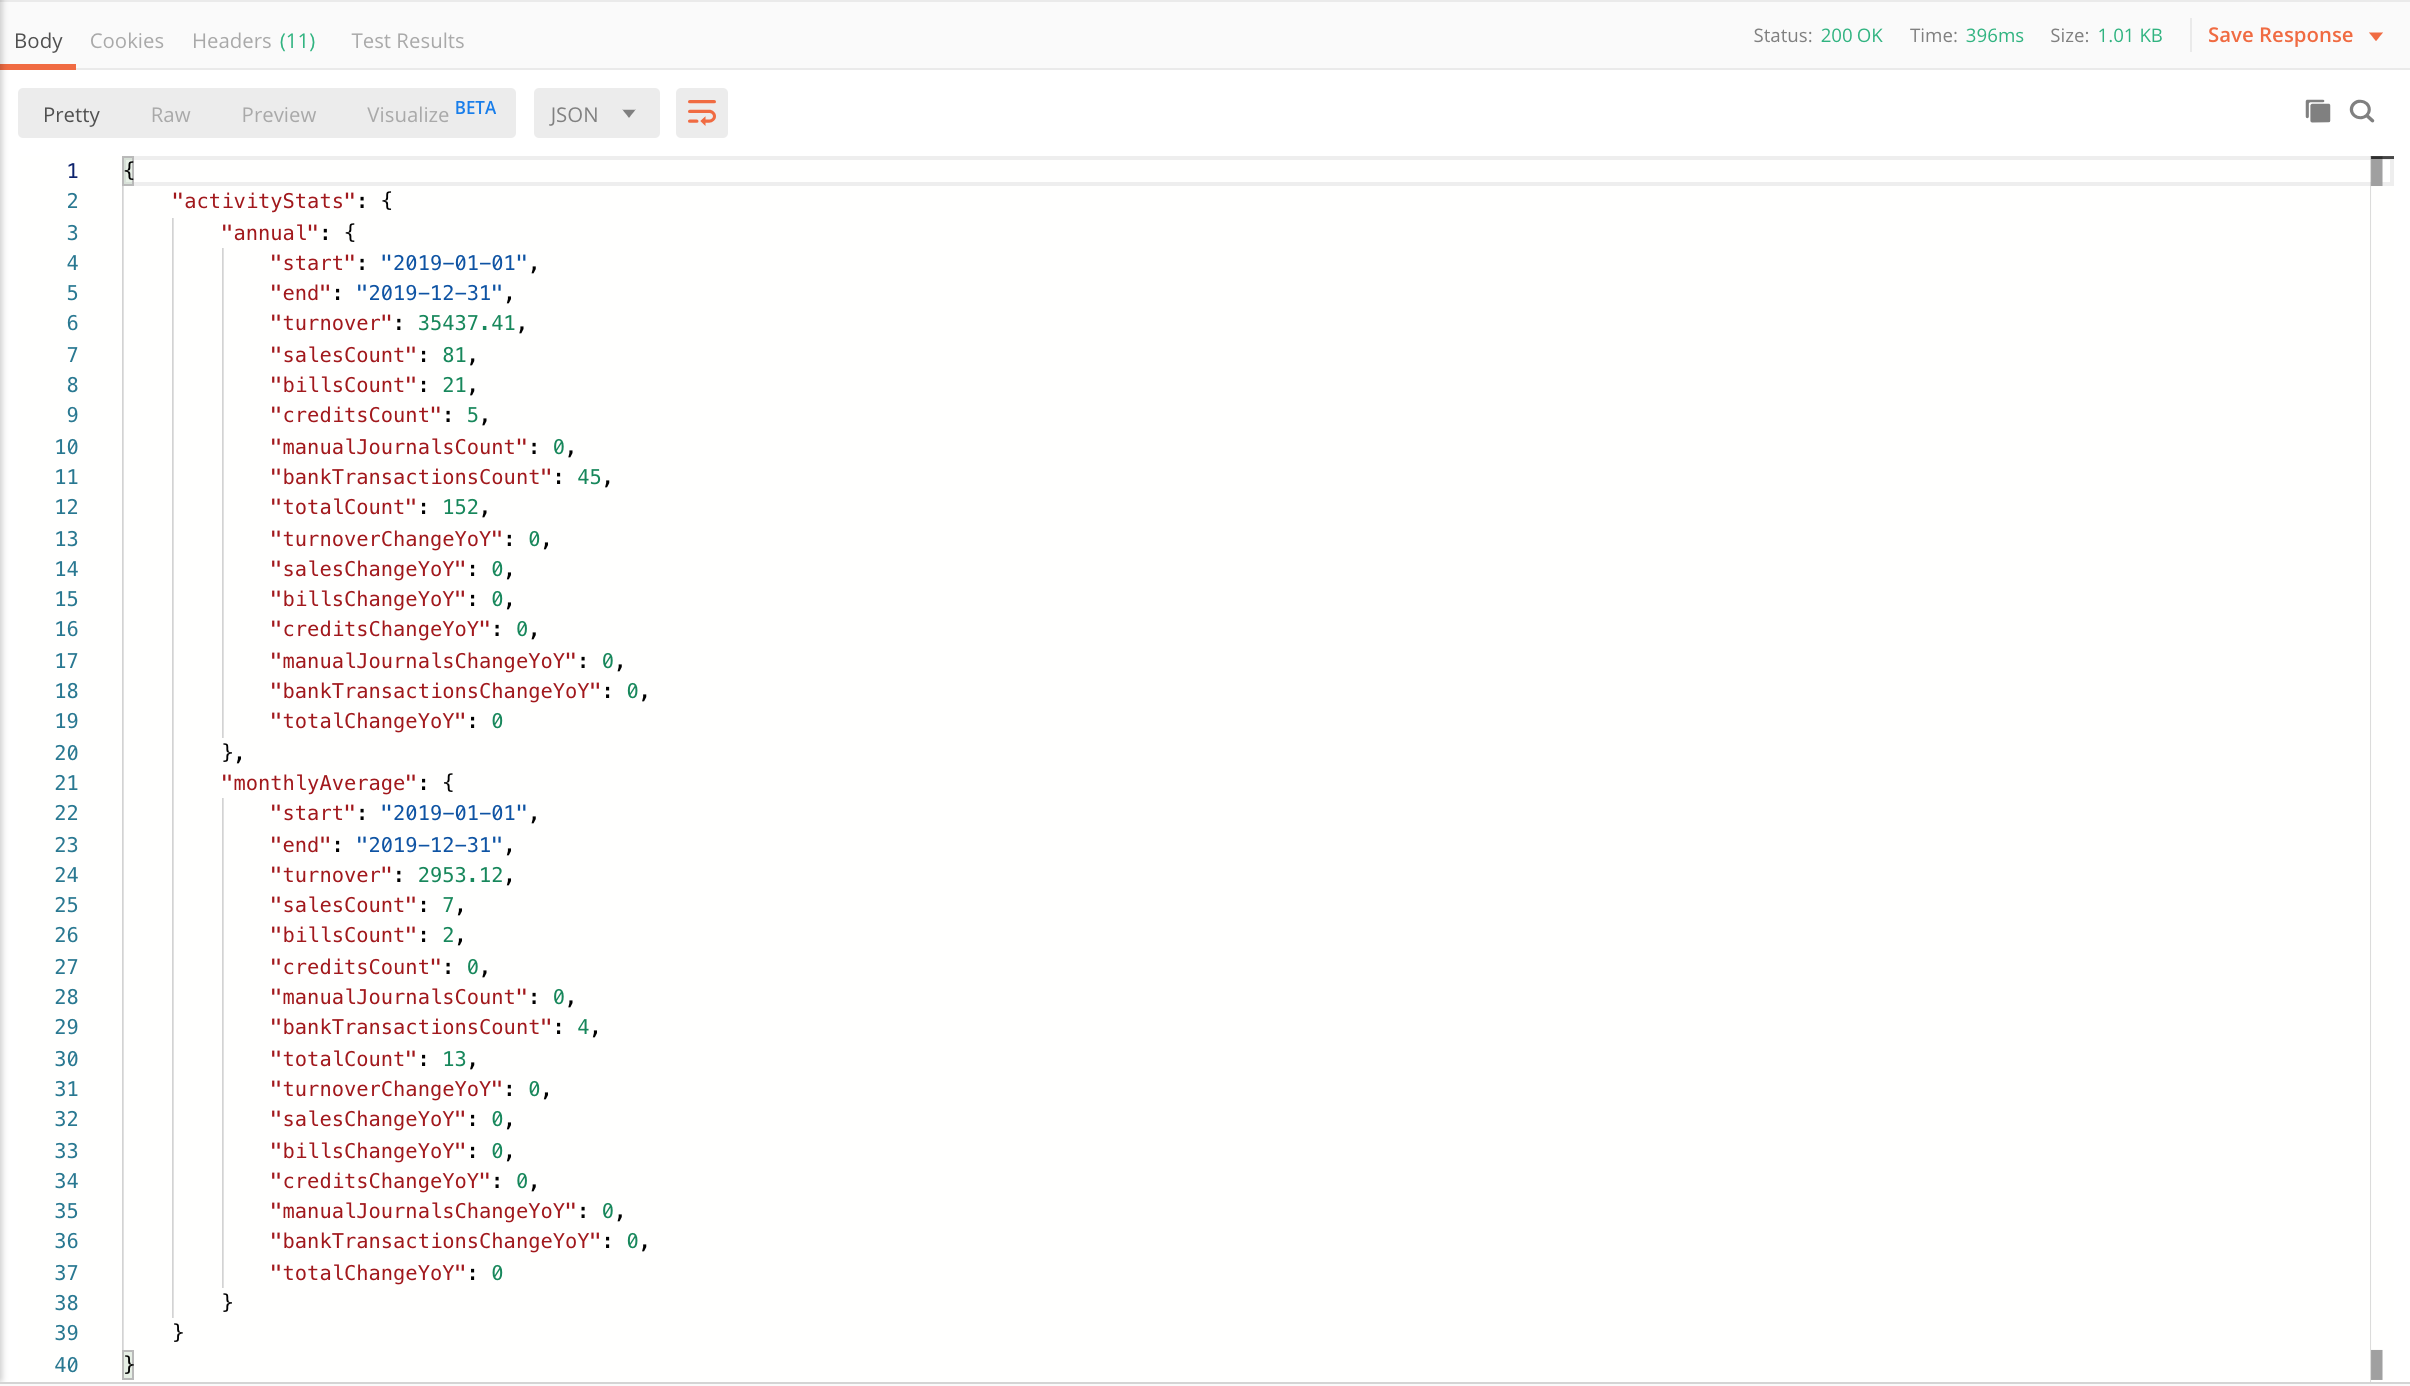 Body Cookies Headers (11) Test Results Status: 200 OK Time: 396ms Size: 1.01 KB Save Response
Pretty Raw Preview Visualize BETA JSON
1 {
2 "activityStats": {
3 "annual": {
4 "start": "2019-01-01",
5 "end": "2019-12-31",
6 "turnover": 35437.41,
7 "salesCount": 81,
8 "billsCount": 21,
9 "creditsCount": 5,
10 "manualJournalsCount": 0,
11 "bankTransactionsCount": 45,
12 "totalCount": 152,
13 "turnoverChangeYoY": 0,
14 "salesChangeYoY": 0,
15 "billsChangeYoY": 0,
16 "creditsChangeYoY": 0,
17 "manualJournalsChangeYoY": 0,
18 "bankTransactionsChangeYoY": 0,
19 "totalChangeYoY": 0
20 },
21 "monthlyAverage": {
22 "start": "2019-01-01",
23 "end": "2019-12-31",
24 "turnover": 2953.12,
25 "salesCount": 7,
26 "billsCount": 2,
27 "creditsCount": 0,
28 "manualJournalsCount": 0,
29 "bankTransactionsCount": 4,
30 "totalCount": 13,
31 "turnoverChangeYoY": 0,
32 "salesChangeYoY": 0,
33 "billsChangeYoY": 0,
34 "creditsChangeYoY": 0,
35 "manualJournalsChangeYoY": 0,
36 "bankTransactionsChangeYoY": 0,
37 "totalChangeYoY": 0
38 }
39 }
40 }